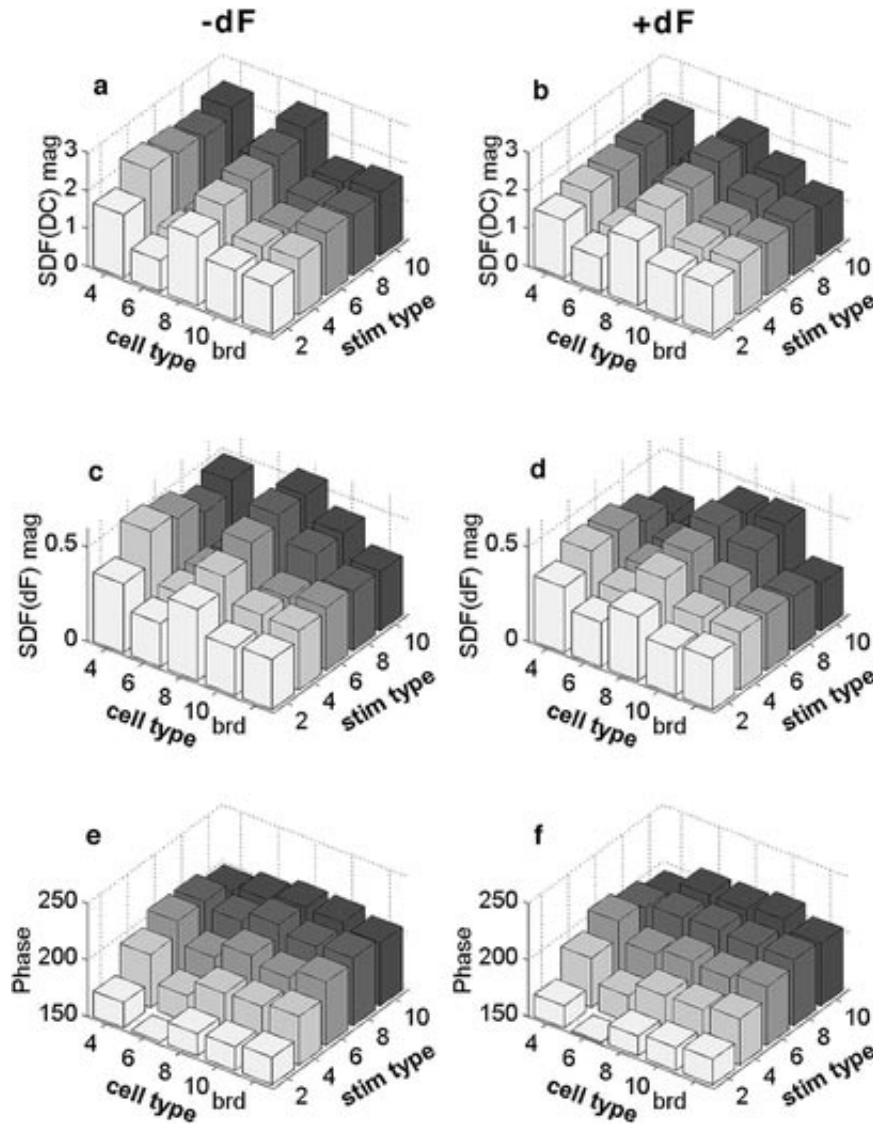 -dF
+dF
a
SDF(DC) mag
3
2
1
0
4
6
8
10
brd
cell type
2
4
6
8
10
stim type
b
SDF(DC) mag
3
2
1
0
4
6
8
10
brd
cell type
2
4
6
8
10
stim type
c
SDF(dF) mag
0.5
0
4
6
8
10
brd
cell type
2
4
6
8
10
stim type
d
SDF(dF) mag
0.5
0
4
6
8
10
brd
cell type
2
4
6
8
10
stim type
e
Phase
250
200
150
4
6
8
10
brd
cell type
2
4
6
8
10
stim type
f
Phase
250
200
150
4
6
8
10
brd
cell type
2
4
6
8
10
stim type